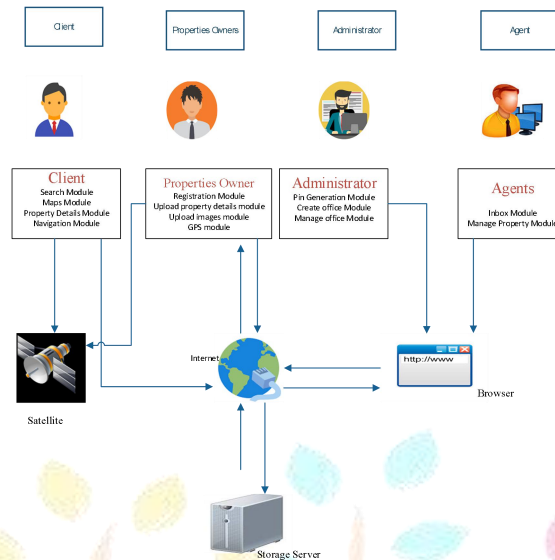 Client
Properties Owners
Administrator
Agent
Client
Search Module
Maps Module
Property Details Module
Navigation Module
Properties Owner
Registration Module
Upload property details module
Upload images module
GPS module
Administrator
Pin Generation Module
Create office Module
Manage office Module
Agents
Inbox Module
Manage Property Module
Internet
http://www
Browser
Satellite
Storage Server